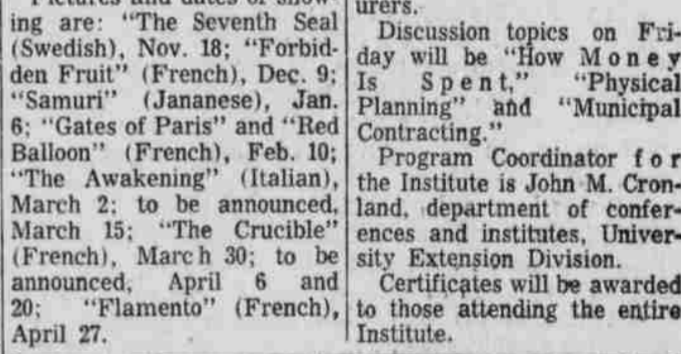 Pictures and dates of show-
ing are: "The Seventh Seal
(Swedish), Nov. 18; "Forbid-
den Fruit" (French), Dec. 9;
"Samuri" (Jananese), Jan.
6; "Gates of Paris" and "Red
Balloon" (French), Feb. 10;
"The Awakening" (Italian),
March 2; to be announced,
March 15; "The Crucible"
(French), March 30; to be
announced, April 6 and
20; "Flamento" (French),
April 27.
urers.
Discussion topics on Fri-
day will be "How Money
Is Spent," "Physical
Planning" and "Municipal
Contracting."
Program Coordinator for
the Institute is John M. Cron-
land, department of confer-
ences and institutes, Univer-
sity Extension Division.
Certificates will be awarded
to those attending the entire
Institute.